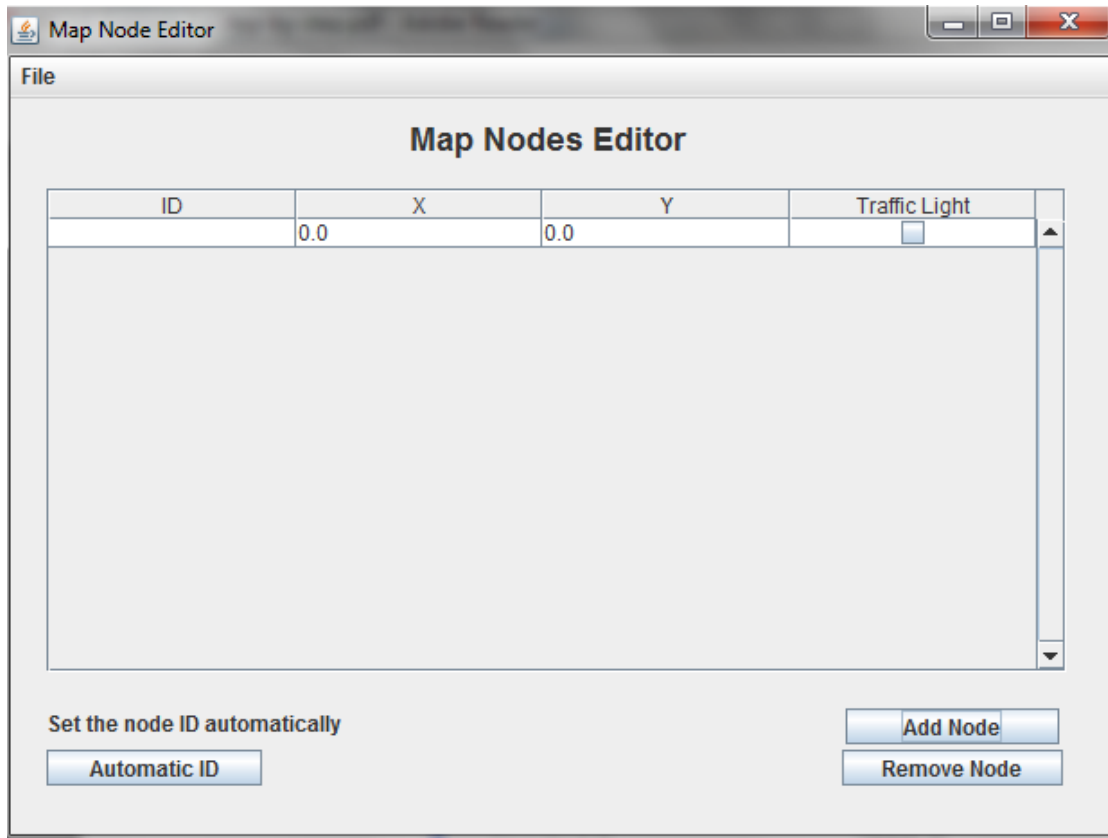 Map Node Editor
File
Map Nodes Editor
ID X Y Traffic Light
0.0 0.0
Set the node ID automatically
Add Node
Automatic ID
Remove Node